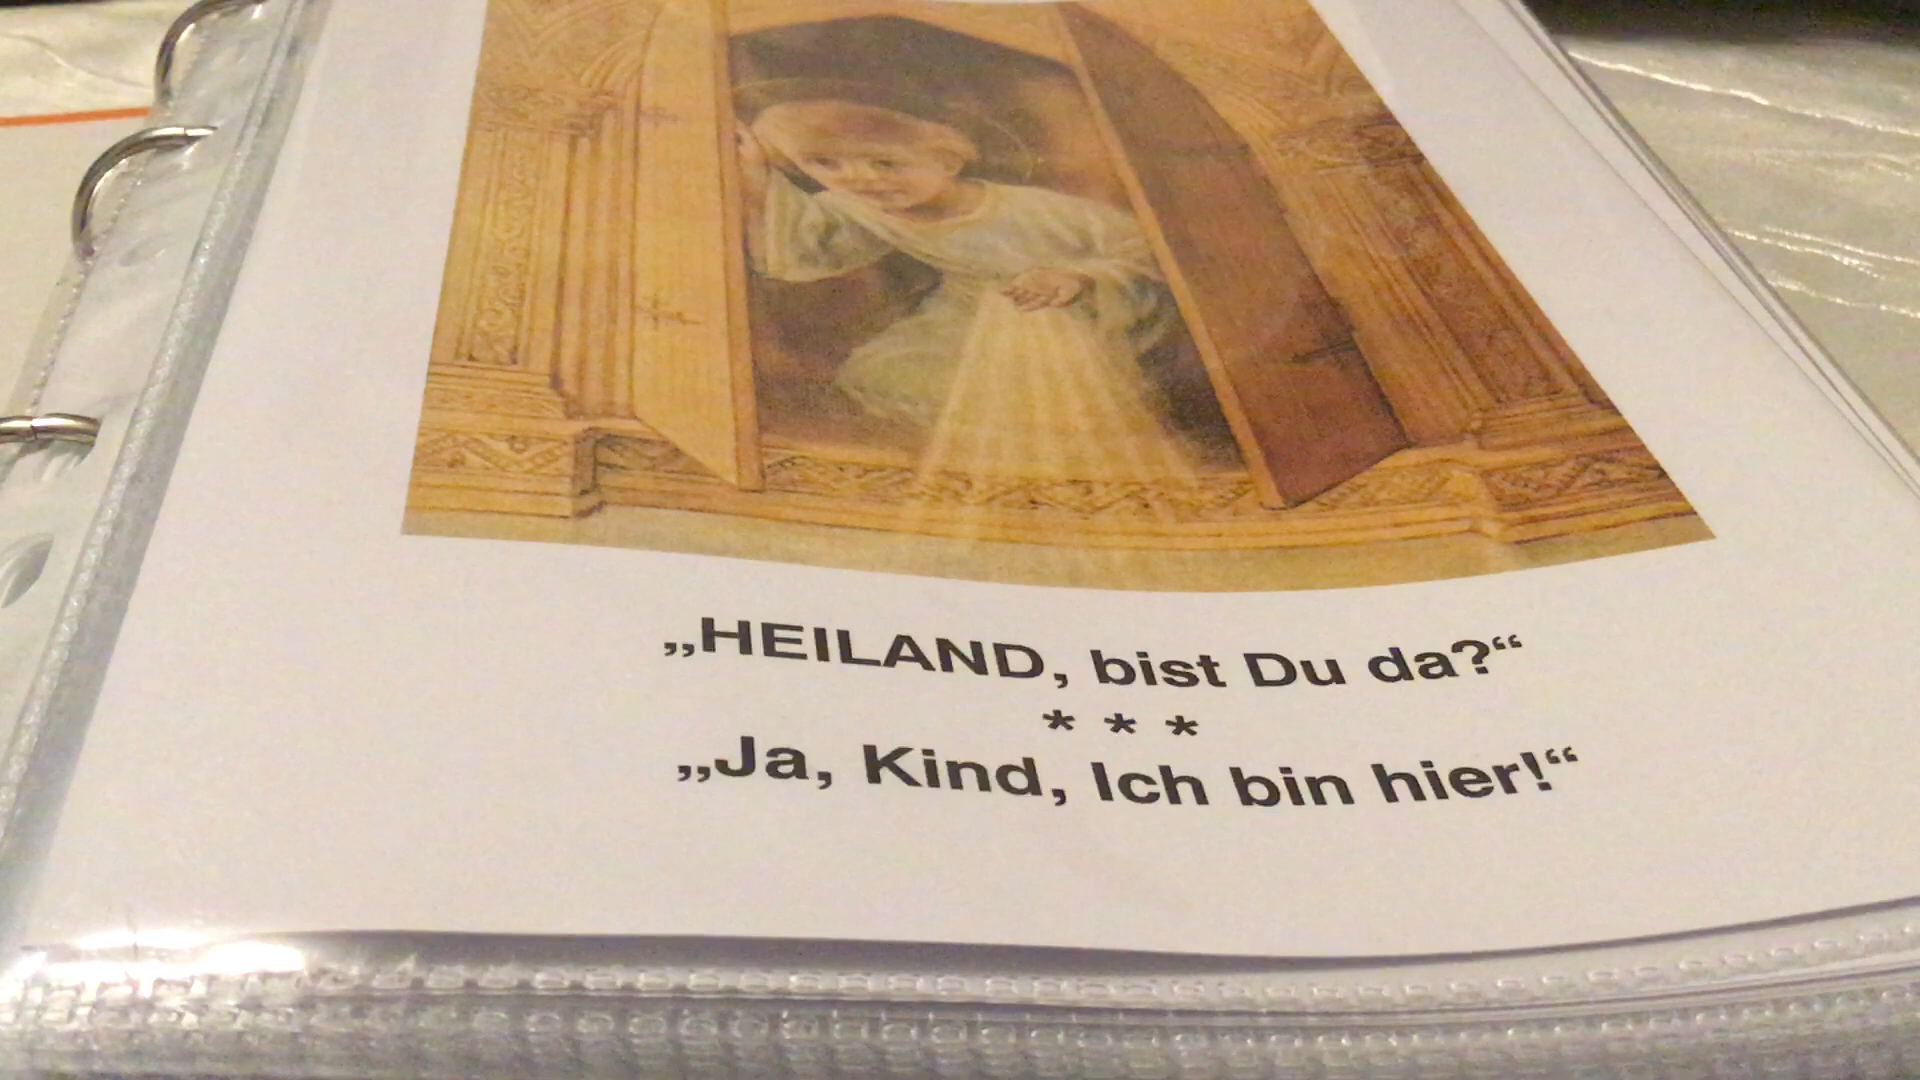 „HEILAND, bist Du da?“
* * *
„Ja, Kind, Ich bin hier!“